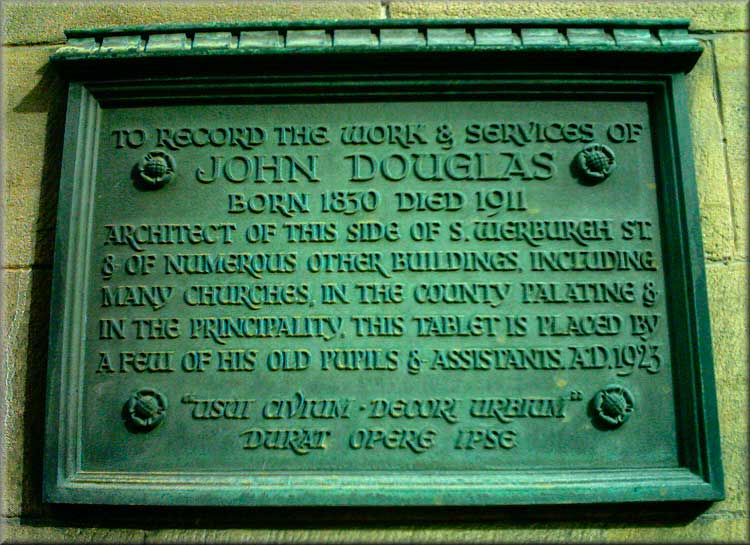 TO RECORD THE WORK & SERVICES OF
JOHN DOUGLAS
BORN 1830 DIED 1911
ARCHITECT OF THIS SIDE OF S. WERBURGH ST.
& OF NUMEROUS OTHER BUILDINGS, INCLUDING
MANY CHURCHES, IN THE COUNTY PALATINE &
IN THE PRINCIPALITY. THIS TABLET IS PLACED BY
A FEW OF HIS OLD PUPILS & ASSISTANTS. A.D. 1923
"USUI CIVIUM · DECORI URBIUM"
DURAT OPERE IPSE